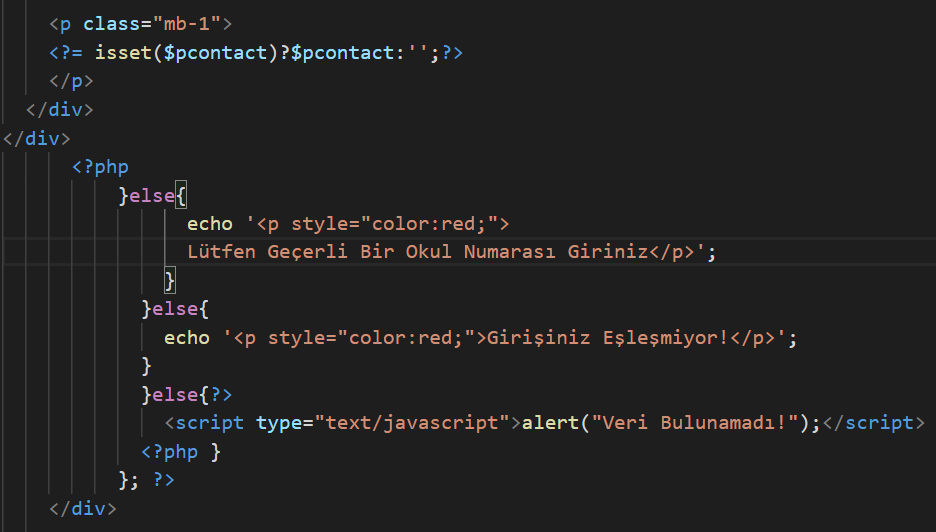 <p class="mb-1">
<?= isset($pcontact)?$pcontact:'';?>
</p>
</div>
</div>
<?php
}else{
echo '<p style="color:red;">
Lütfen Geçerli Bir Okul Numarası Giriniz</p>';
}
}else{
echo '<p style="color:red;">Girişiniz Eşleşmiyor!</p>';
}
}else{?>
<script type="text/javascript">alert("Veri Bulunamadı!");</script>
<?php }
}; ?>
</div>